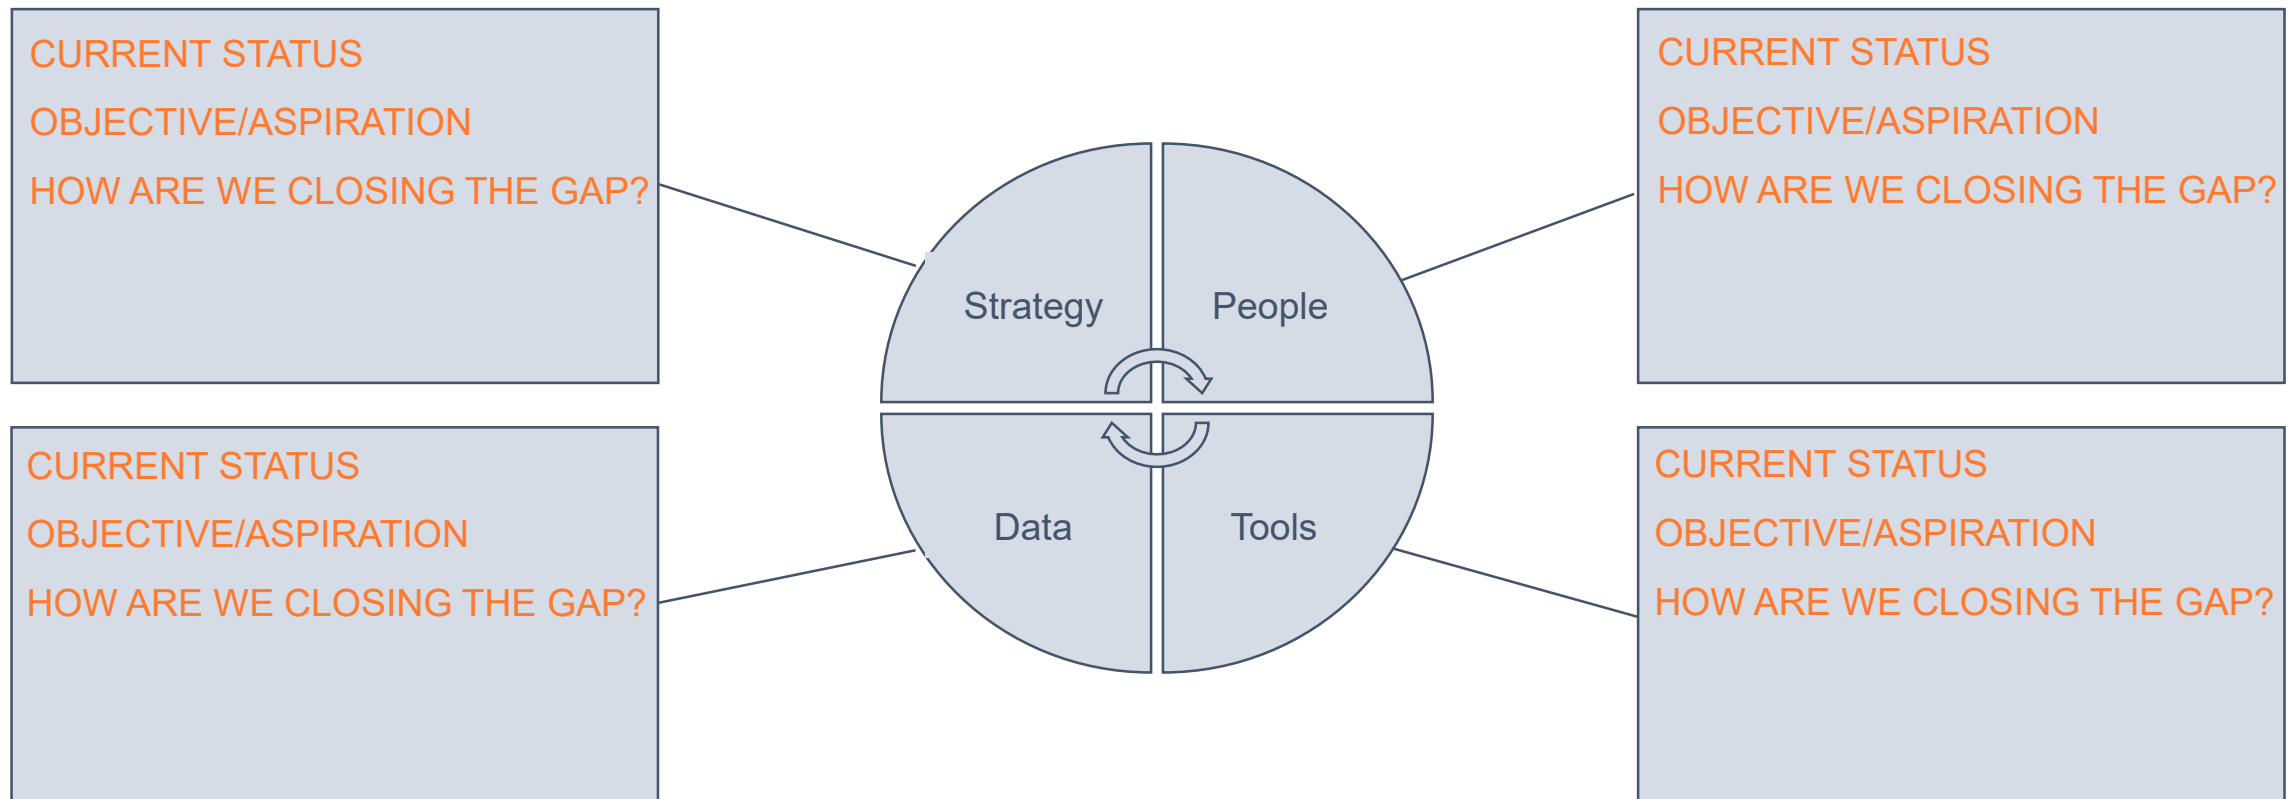 CURRENT STATUS
OBJECTIVE/ASPIRATION
HOW ARE WE CLOSING THE GAP?
CURRENT STATUS
OBJECTIVE/ASPIRATION
HOW ARE WE CLOSING THE GAP?
Strategy
People
Data
Tools
CURRENT STATUS
OBJECTIVE/ASPIRATION
HOW ARE WE CLOSING THE GAP?
CURRENT STATUS
OBJECTIVE/ASPIRATION
HOW ARE WE CLOSING THE GAP?